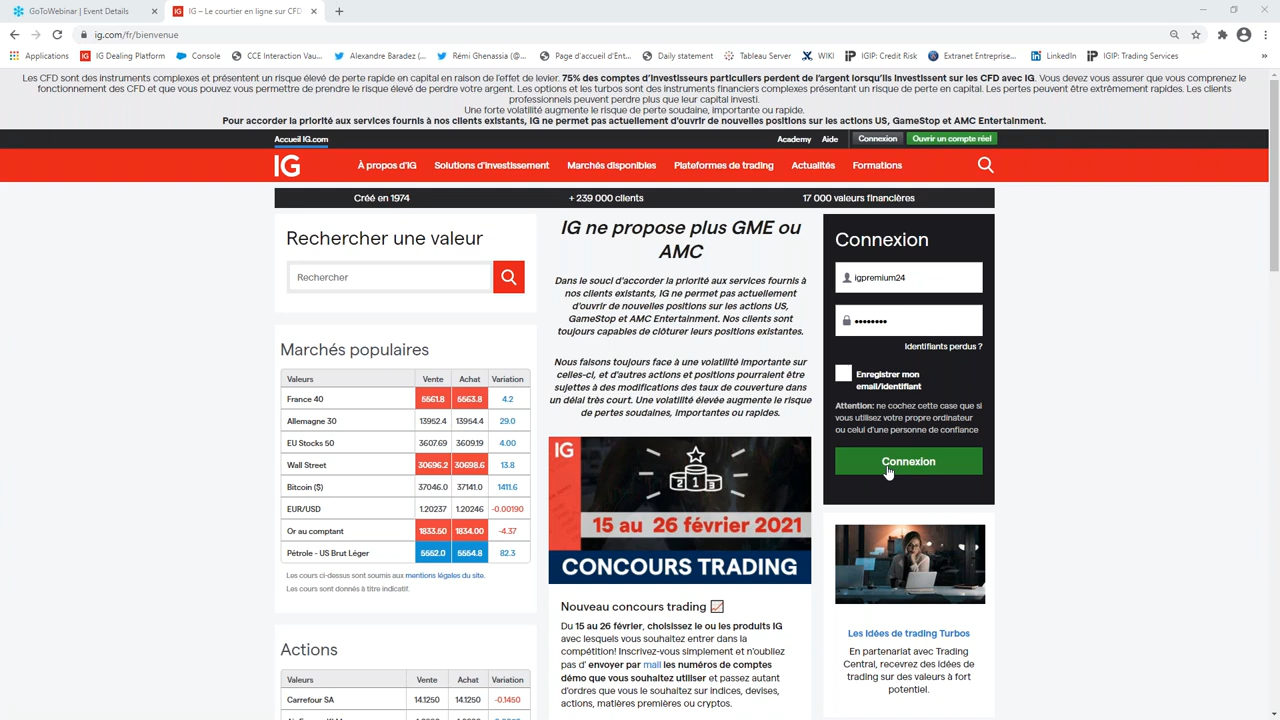 GoToWebinar | Event Details
IG – Le courtier en ligne sur CFD
ig.com/fr/bienvenue
Applications
IG Dealing Platform
Console
CCE Interaction Vau...
Alexandre Baradez (...
Rémi Ghenassia (@...
Page d'accueil d'Ent...
Daily statement
Tableau Server
WIKI
IGIP: Credit Risk
Extranet Entreprise...
LinkedIn
IGIP: Trading Services
»
Les CFD sont des instruments complexes et présentent un risque élevé de perte rapide en capital en raison de l'effet de levier. 75% des comptes d'investisseurs particuliers perdent de l'argent lorsqu'ils investissent sur les CFD avec IG. Vous devez vous assurer que vous comprenez le
fonctionnement des CFD et que vous pouvez vous permettre de prendre le risque élevé de perdre votre argent. Les options et les turbos sont des instruments financiers complexes présentant un risque de perte en capital. Les pertes peuvent être extrêmement rapides. Les clients
professionnels peuvent perdre plus que leur capital investi.
Une forte volatilité augmente le risque de perte soudaine, importante ou rapide.
Pour accorder la priorité aux services fournis à nos clients existants, IG ne permet pas actuellement d'ouvrir de nouvelles positions sur les actions US, GameStop et AMC Entertainment.
Accueil IG.com
Academy
Aide
Connexion
Ouvrir un compte réel
IG
À propos d'IG
Solutions d'investissement
Marchés disponibles
Plateformes de trading
Actualités
Formations
Créé en 1974
+ 239 000 clients
17 000 valeurs financières
Rechercher une valeur
Rechercher
Marchés populaires
Valeurs Vente Achat Variation
France 40 5561.8 5563.8 4.2
Allemagne 30 13952.4 13954.4 29.0
EU Stocks 50 3607.69 3609.19 4.00
Wall Street 30696.2 30698.6 13.8
Bitcoin ($) 37046.0 37141.0 1411.6
EUR/USD 1.20237 1.20246 -0.00190
Or au comptant 1833.50 1834.00 -4.37
Pétrole - US Brut Léger 5552.0 5554.8 82.3
Les cours ci-dessus sont soumis aux mentions légales du site.
Les cours sont donnés à titre indicatif.
Actions
Valeurs Vente Achat Variation
Carrefour SA 14.1250 14.1250 -0.1450
IG ne propose plus GME ou
AMC
Dans le souci d'accorder la priorité aux services fournis à
nos clients existants, IG ne permet pas actuellement
d'ouvrir de nouvelles positions sur les actions US,
GameStop et AMC Entertainment. Nos clients sont
toujours capables de clôturer leurs positions existantes.
Nous faisons toujours face à une volatilité importante sur
celles-ci, et d'autres actions et positions pourraient être
sujettes à des modifications des taux de couverture dans
un délai très court. Une volatilité élevée augmente le risque
de pertes soudaines, importantes ou rapides.
IG
2 1 3
15 au 26 février 2021
CONCOURS TRADING
Nouveau concours trading
Du 15 au 26 février, choisissez le ou les produits IG
avec lesquels vous souhaitez entrer dans la
compétition! Inscrivez-vous simplement et n'oubliez
pas d' envoyer par mail les numéros de comptes
démo que vous souhaitez utiliser et passez autant
d'ordres que vous le souhaitez sur indices, devises,
actions, matières premières ou cryptos.
Connexion
igpremium24
••••••••
Identifiants perdus ?
Enregistrer mon
email/identifiant
Attention: ne cochez cette case que si
vous utilisez votre propre ordinateur
ou celui d'une personne de confiance
Connexion
Les idées de trading Turbos
En partenariat avec Trading
Central, recevrez des idées de
trading sur des valeurs à fort
potentiel.